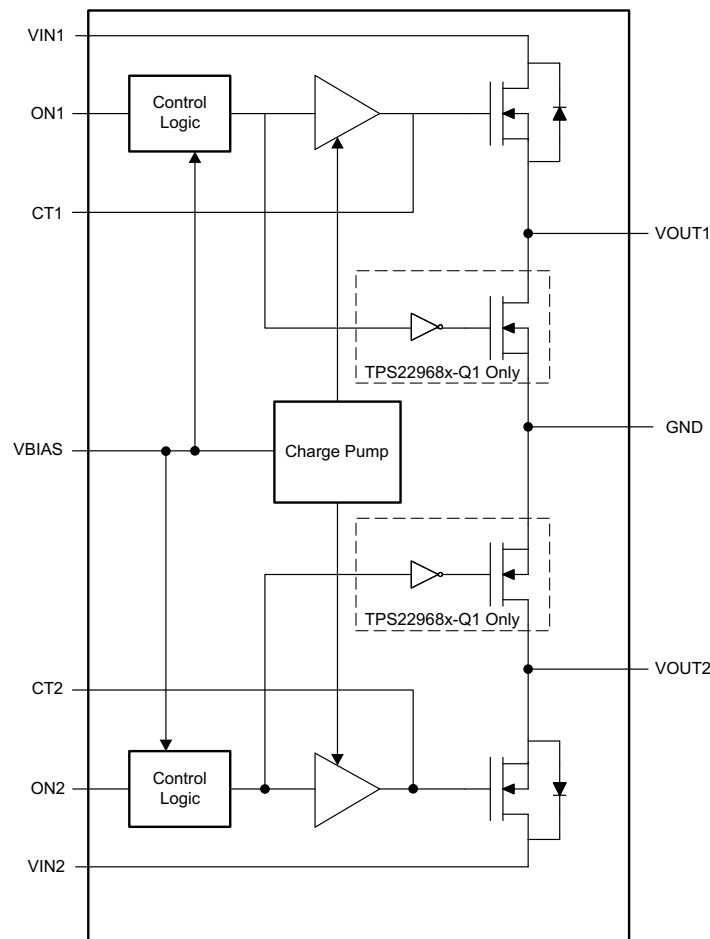 VIN1
ON1
Control
Logic
CT1
VOUT1
TPS22968x-Q1 Only
GND
VBIAS
Charge Pump
TPS22968x-Q1 Only
VOUT2
CT2
Control
Logic
ON2
VIN2